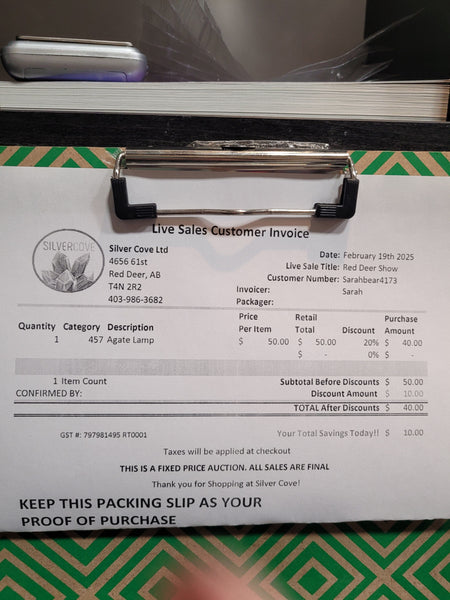 Live Sales Customer Invoice
SILVERCOVE
Silver Cove Ltd
4656 61st
Red Deer, AB
T4N 2R2
403-986-3682
Date: February 19th 2025
Live Sale Title: Red Deer Show
Customer Number: Sarahbear4173
Invoicer: Sarah
Packager:
Quantity Category Description Price Per Item Retail Total Discount Purchase Amount
1 457 Agate Lamp $ 50.00 $ 50.00 20% $ 40.00
$ - 0% $ -
1 Item Count Subtotal Before Discounts $ 50.00
CONFIRMED BY: Discount Amount $ 10.00
TOTAL After Discounts $ 40.00
GST #: 797981495 RT0001 Your Total Savings Today!! $ 10.00
Taxes will be applied at checkout
THIS IS A FIXED PRICE AUCTION. ALL SALES ARE FINAL
Thank you for Shopping at Silver Cove!
KEEP THIS PACKING SLIP AS YOUR
PROOF OF PURCHASE